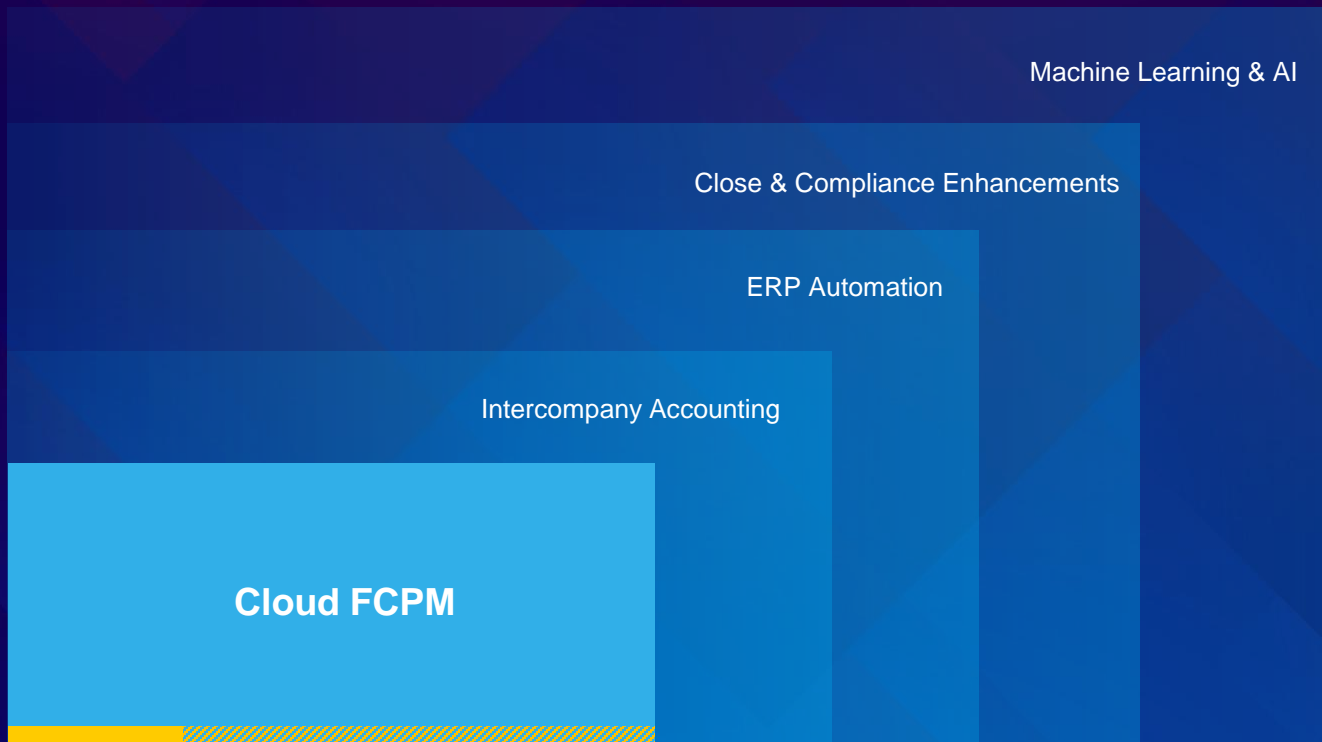 Machine Learning & AI
Close & Compliance Enhancements
ERP Automation
Intercompany Accounting
Cloud FCPM